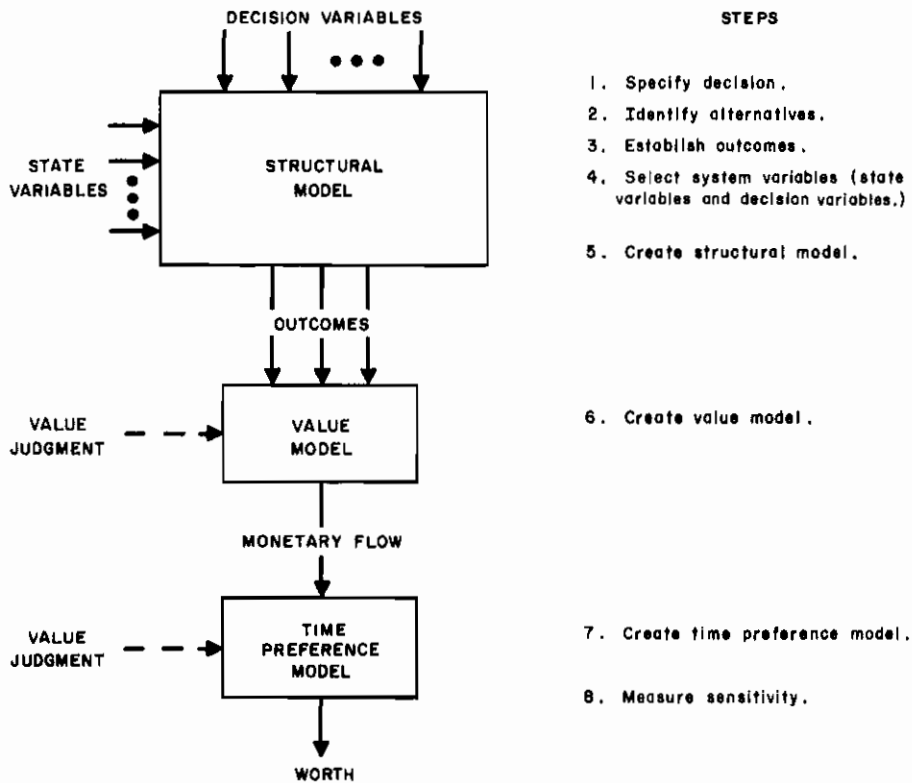 DECISION VARIABLES
STATE
VARIABLES
STRUCTURAL
MODEL
OUTCOMES
VALUE
JUDGMENT
VALUE
MODEL
MONETARY FLOW
VALUE
JUDGMENT
TIME
PREFERENCE
MODEL
WORTH
STEPS
1. Specify decision.
2. Identify alternatives.
3. Establish outcomes.
4. Select system variables (state
variables and decision variables.)
5. Create structural model.
6. Create value model.
7. Create time preference model.
8. Measure sensitivity.